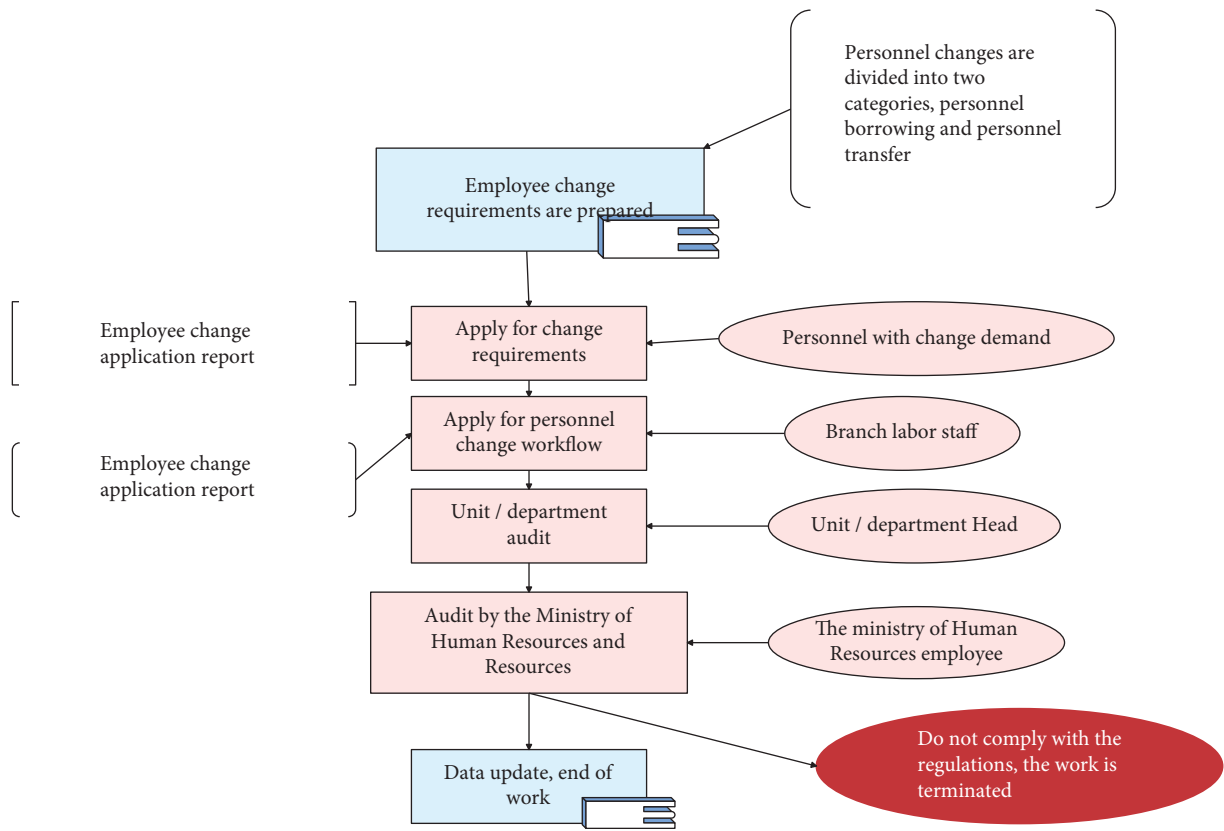 Personnel changes are
divided into two
categories, personnel
borrowing and personnel
transfer
Employee change
requirements are prepared
Employee change
application report
Apply for change
requirements
Personnel with change demand
Employee change
application report
Apply for personnel
change workflow
Branch labor staff
Unit / department
audit
Unit / department Head
Audit by the Ministry of
Human Resources and
Resources
The ministry of Human
Resources employee
Data update, end of
work
Do not comply with the
regulations, the work is
terminated